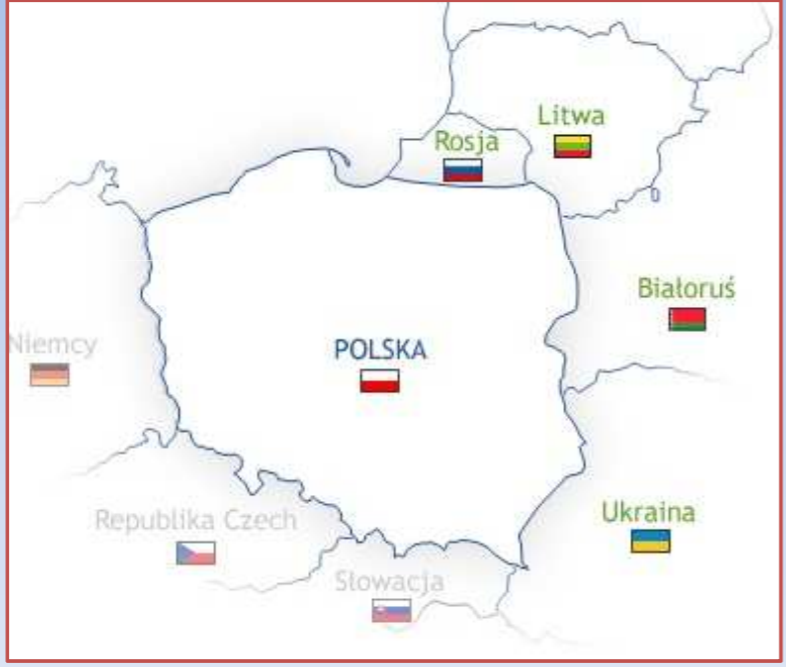 Litwa
Rosja
Białoruś
Niemcy
POLSKA
Ukraina
Republika Czech
Słowacja